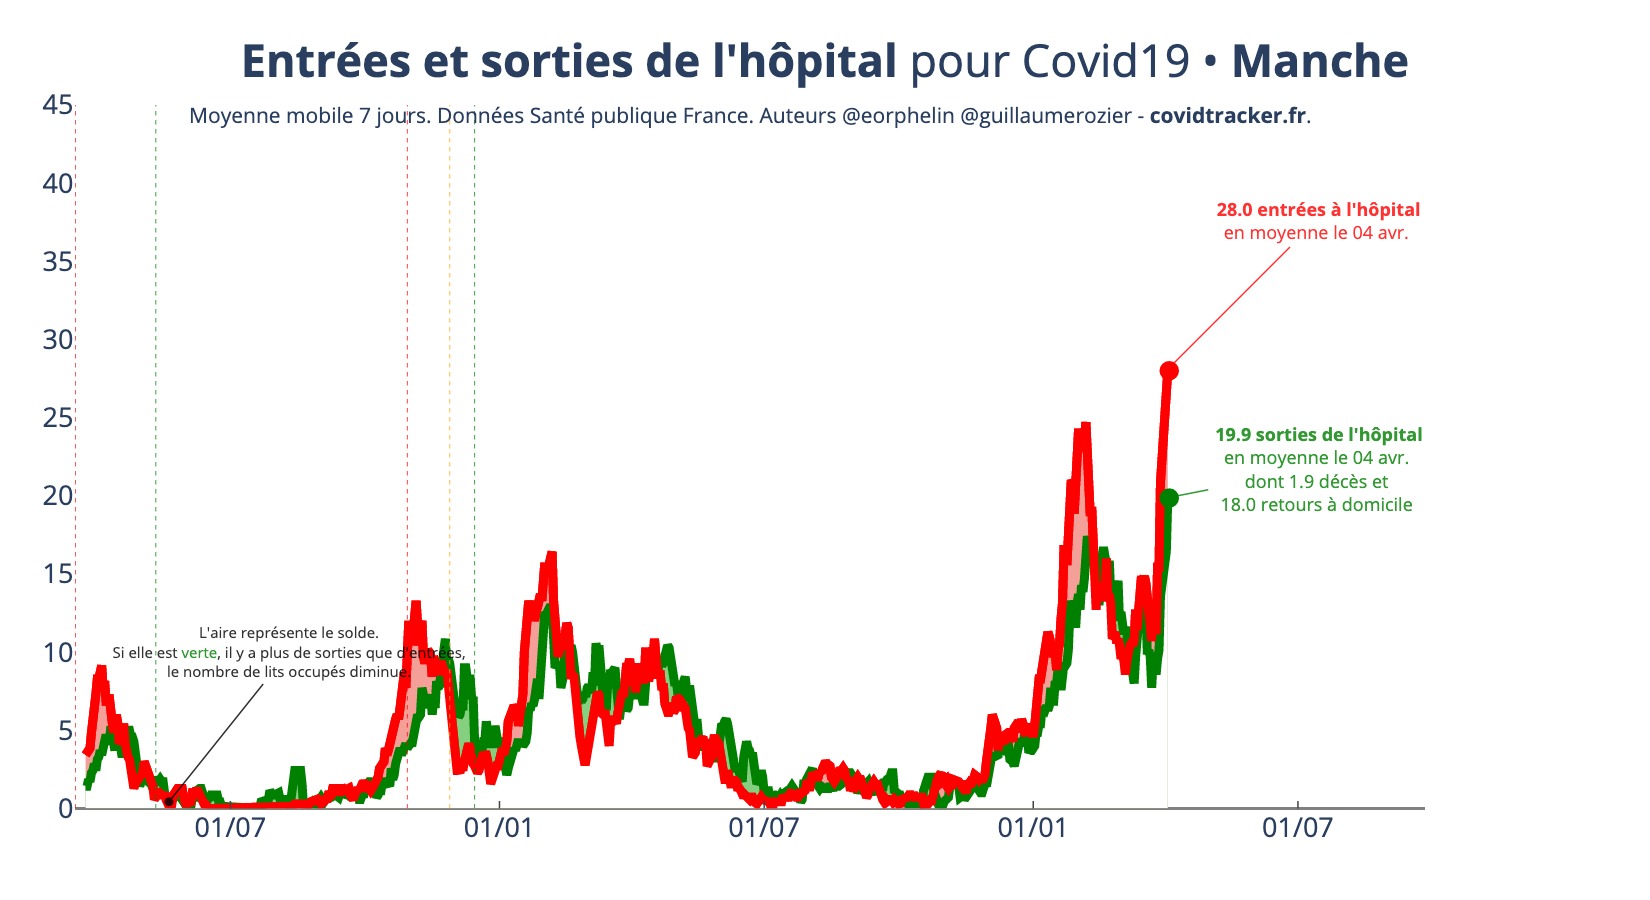 Entrées et sorties de l'hôpital pour Covid19 • Manche
Moyenne mobile 7 jours. Données Santé publique France. Auteurs @eorphelin @guillaumerozier - covidtracker.fr.
45
40
35
30
25
20
15
10
5
0
28.0 entrées à l'hôpital
en moyenne le 04 avr.
19.9 sorties de l'hôpital
en moyenne le 04 avr.
dont 1.9 décès et
18.0 retours à domicile
L'aire représente le solde.
Si elle est verte, il y a plus de sorties que d'entrées,
le nombre de lits occupés diminue.
01/07
01/01
01/07
01/01
01/07